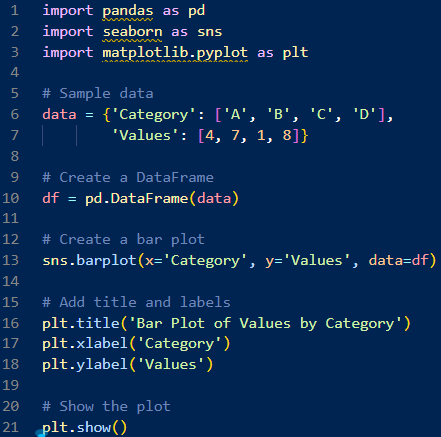 1 import pandas as pd
2 import seaborn as sns
3 import matplotlib.pyplot as plt
4
5 # Sample data
6 data = {'Category': ['A', 'B', 'C', 'D'],
7         'Values': [4, 7, 1, 8]}
8
9 # Create a DataFrame
10 df = pd.DataFrame(data)
11
12 # Create a bar plot
13 sns.barplot(x='Category', y='Values', data=df)
14
15 # Add title and labels
16 plt.title('Bar Plot of Values by Category')
17 plt.xlabel('Category')
18 plt.ylabel('Values')
19
20 # Show the plot
21 plt.show()